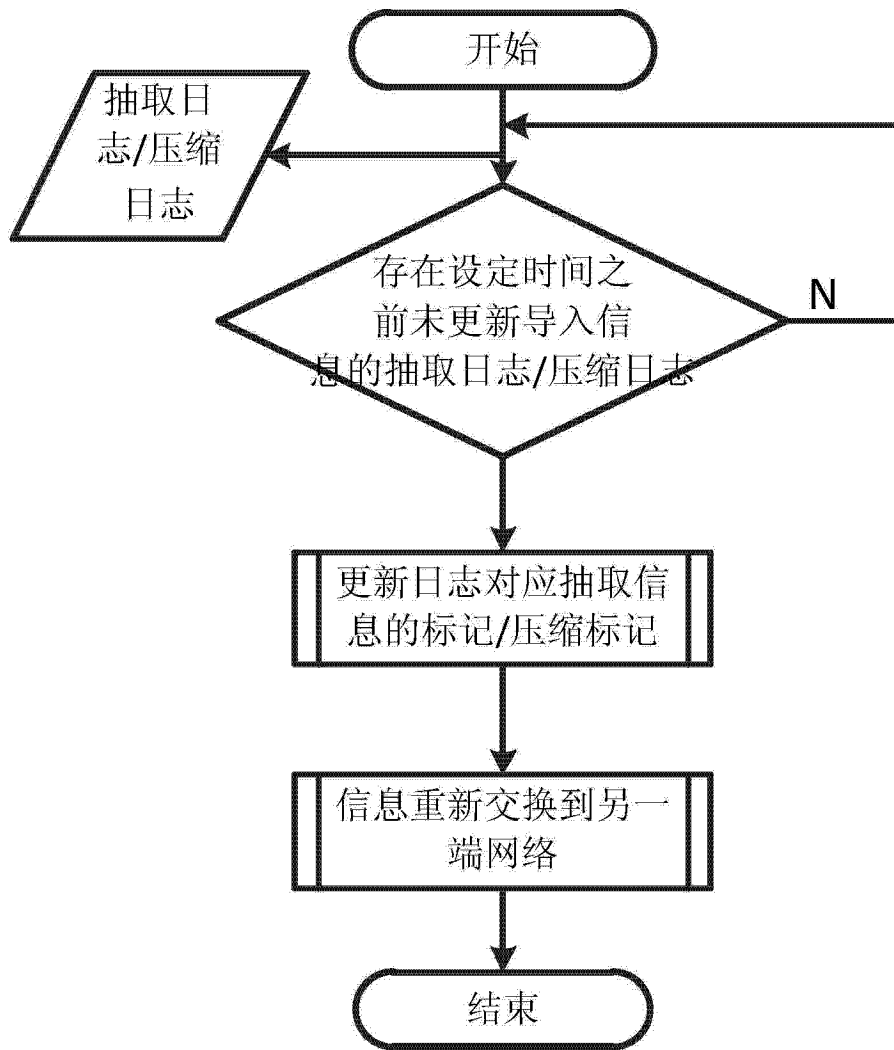 开始
抽取日
志/压缩
日志
存在设定时间之
前未更新导入信
息的抽取日志/压缩日志
N
更新日志对应抽取信
息的标记/压缩标记
信息重新交换到另一
端网络
结束